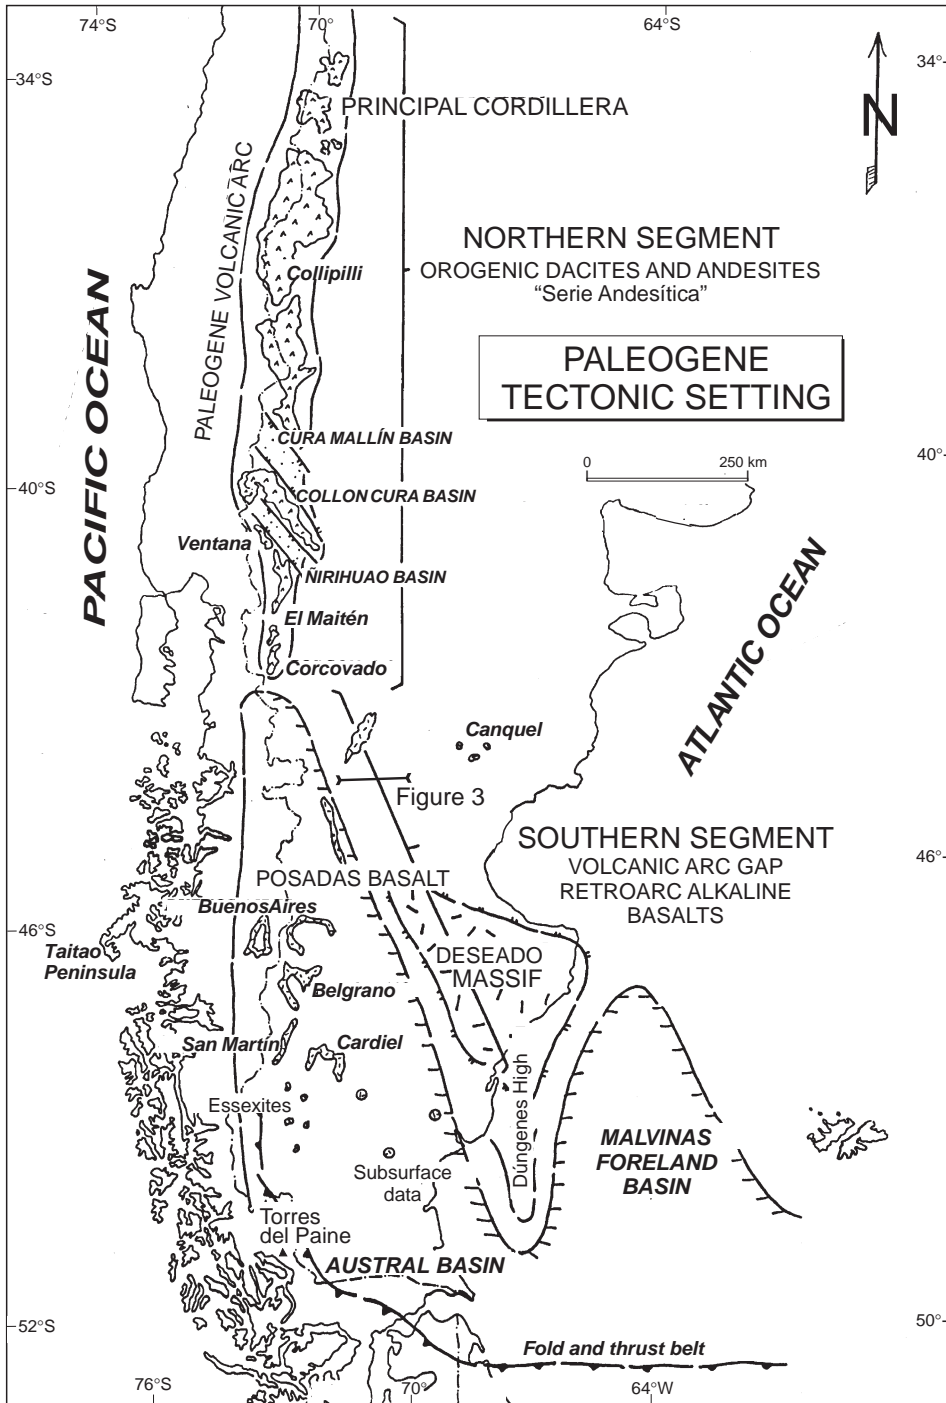 74°S
70°
64°S
34°S
34°-
PRINCIPAL CORDILLERA
N
PALEOGENE VOLCANIC ARC
NORTHERN SEGMENT
OROGENIC DACITES AND ANDESITES
“Serie Andesítica”
Collipilli
PACIFIC OCEAN
PALEOGENE
TECTONIC SETTING
CURA MALLÍN BASIN
0
250 km
40°-
40°S
COLLON CURA BASIN
Ventana
ÑIRIHUAO BASIN
El Maitén
ATLANTIC OCEAN
Corcovado
Canquel
Figure 3
SOUTHERN SEGMENT
VOLCANIC ARC GAP
RETROARC ALKALINE
BASALTS
46°-
POSADAS BASALT
BuenosAires
46°S
Taitao
Peninsula
DESEADO
MASSIF
Belgrano
San Martín
Cardiel
Essexites
Dúngenes High
MALVINAS
FORELAND
BASIN
Subsurface
data
Torres
del Paine
AUSTRAL BASIN
52°S
50°-
Fold and thrust belt
76°S
70°
64°W